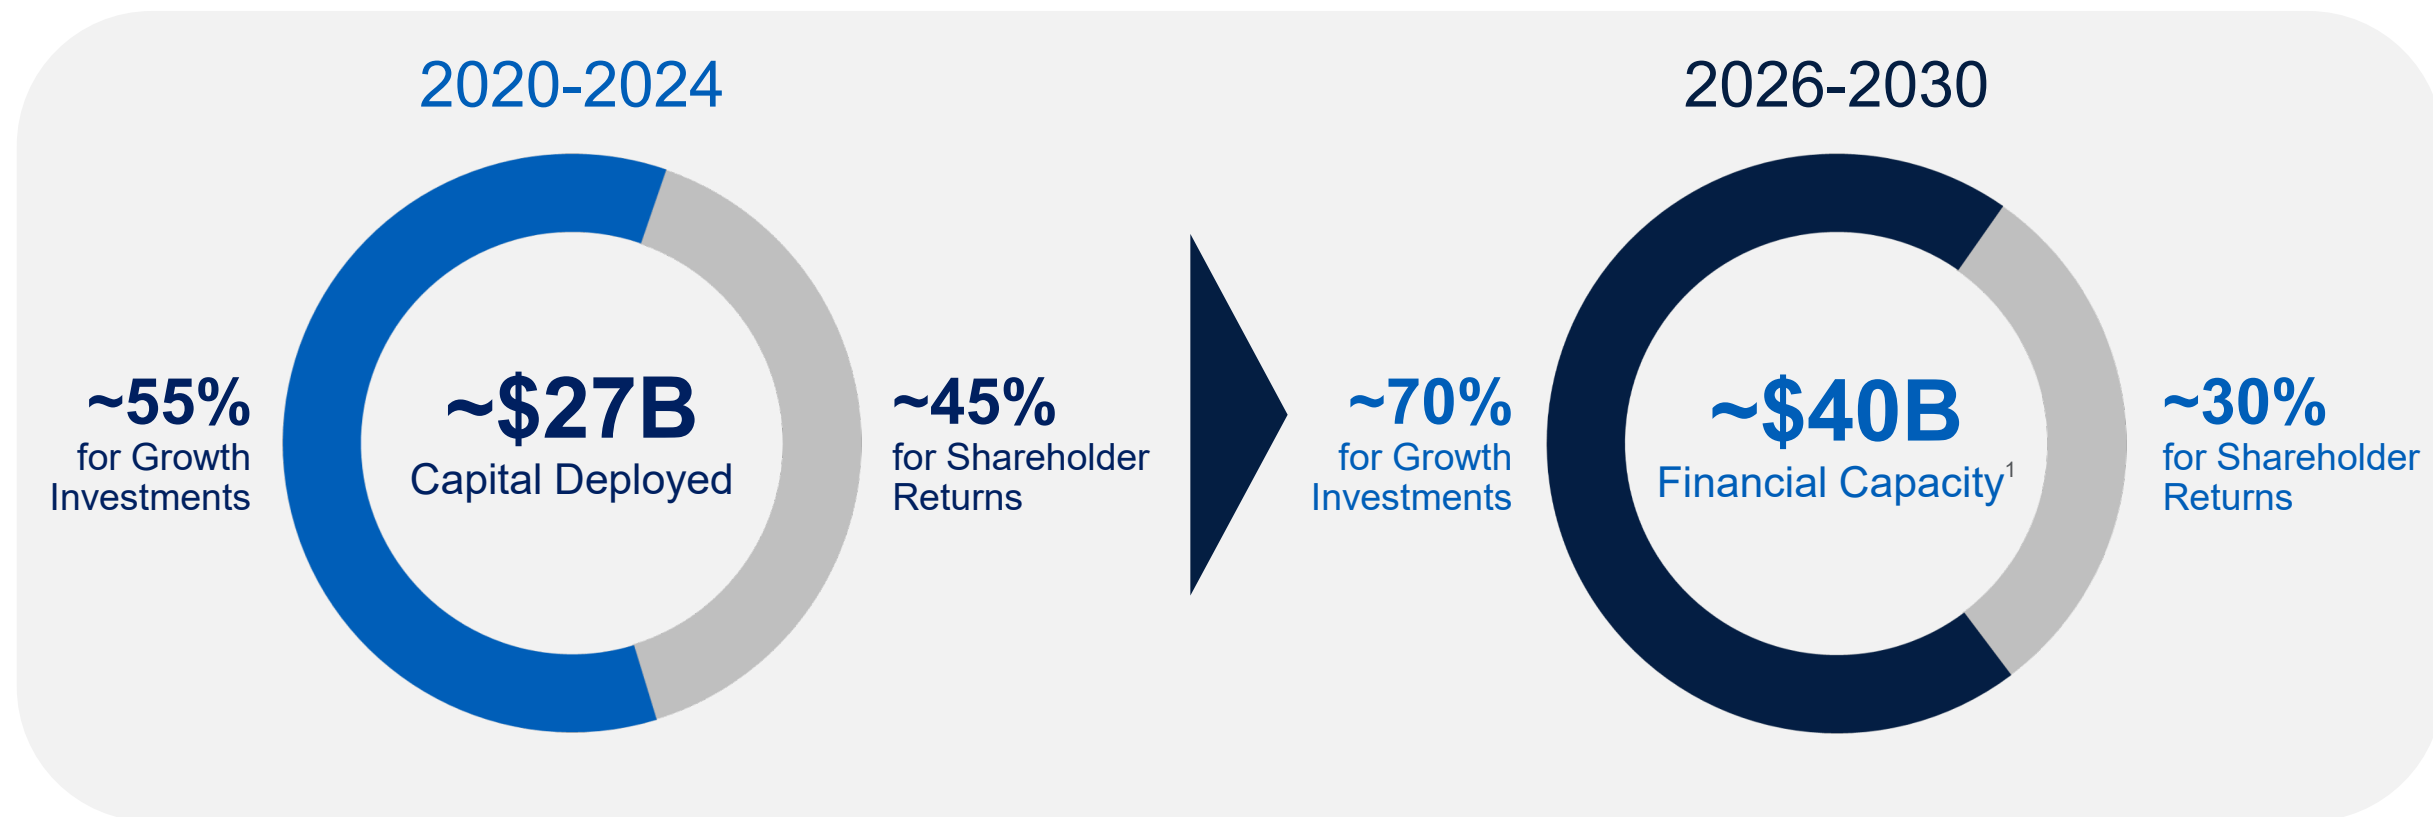 2020-2024
~55%
for Growth
Investments
~$27B
Capital Deployed
~45%
for Shareholder
Returns
2026-2030
~70%
for Growth
Investments
~$40B
Financial Capacity¹
~30%
for Shareholder
Returns